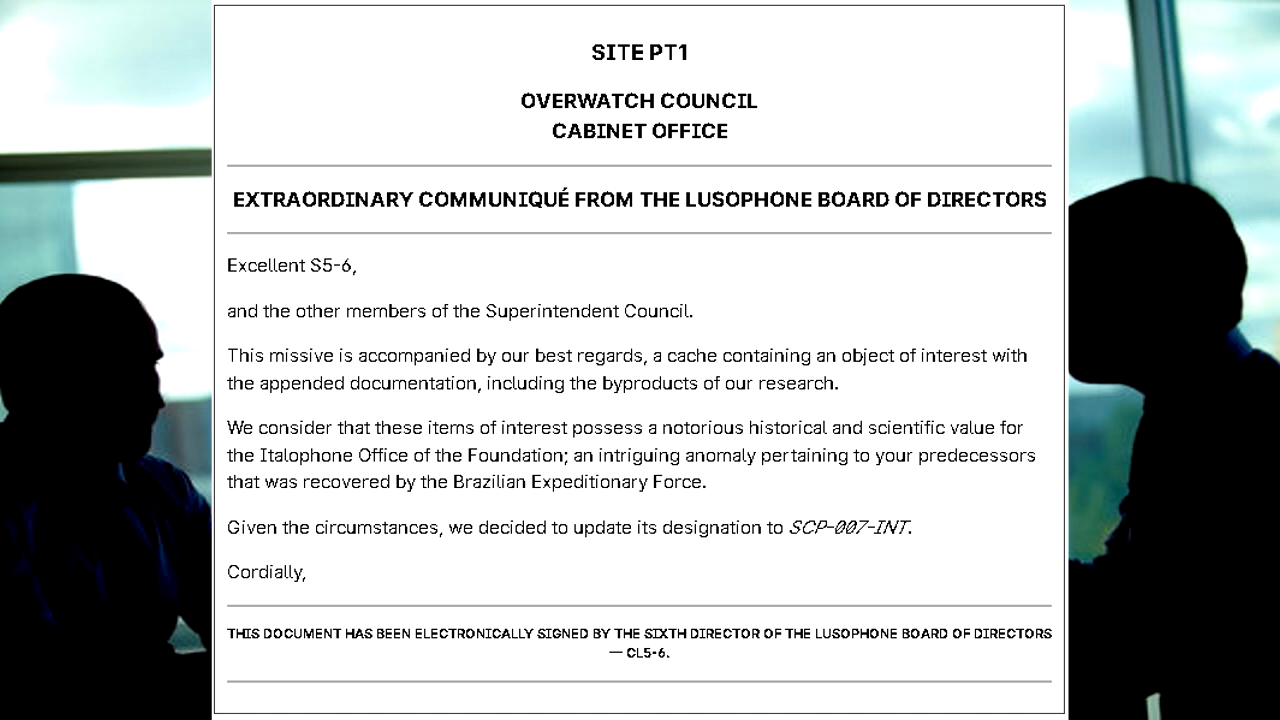 SITE PT1
OVERWATCH COUNCIL
CABINET OFFICE
EXTRAORDINARY COMMUNIQUÉ FROM THE LUSOPHONE BOARD OF DIRECTORS
Excellent S5-6,
and the other members of the Superintendent Council.
This missive is accompanied by our best regards, a cache containing an object of interest with
the appended documentation, including the byproducts of our research.
We consider that these items of interest possess a notorious historical and scientific value for
the Italophone Office of the Foundation; an intriguing anomaly pertaining to your predecessors
that was recovered by the Brazilian Expeditionary Force.
Given the circumstances, we decided to update its designation to SCP-007-INT.
Cordially,
THIS DOCUMENT HAS BEEN ELECTRONICALLY SIGNED BY THE SIXTH DIRECTOR OF THE LUSOPHONE BOARD OF DIRECTORS
— CL5-6.